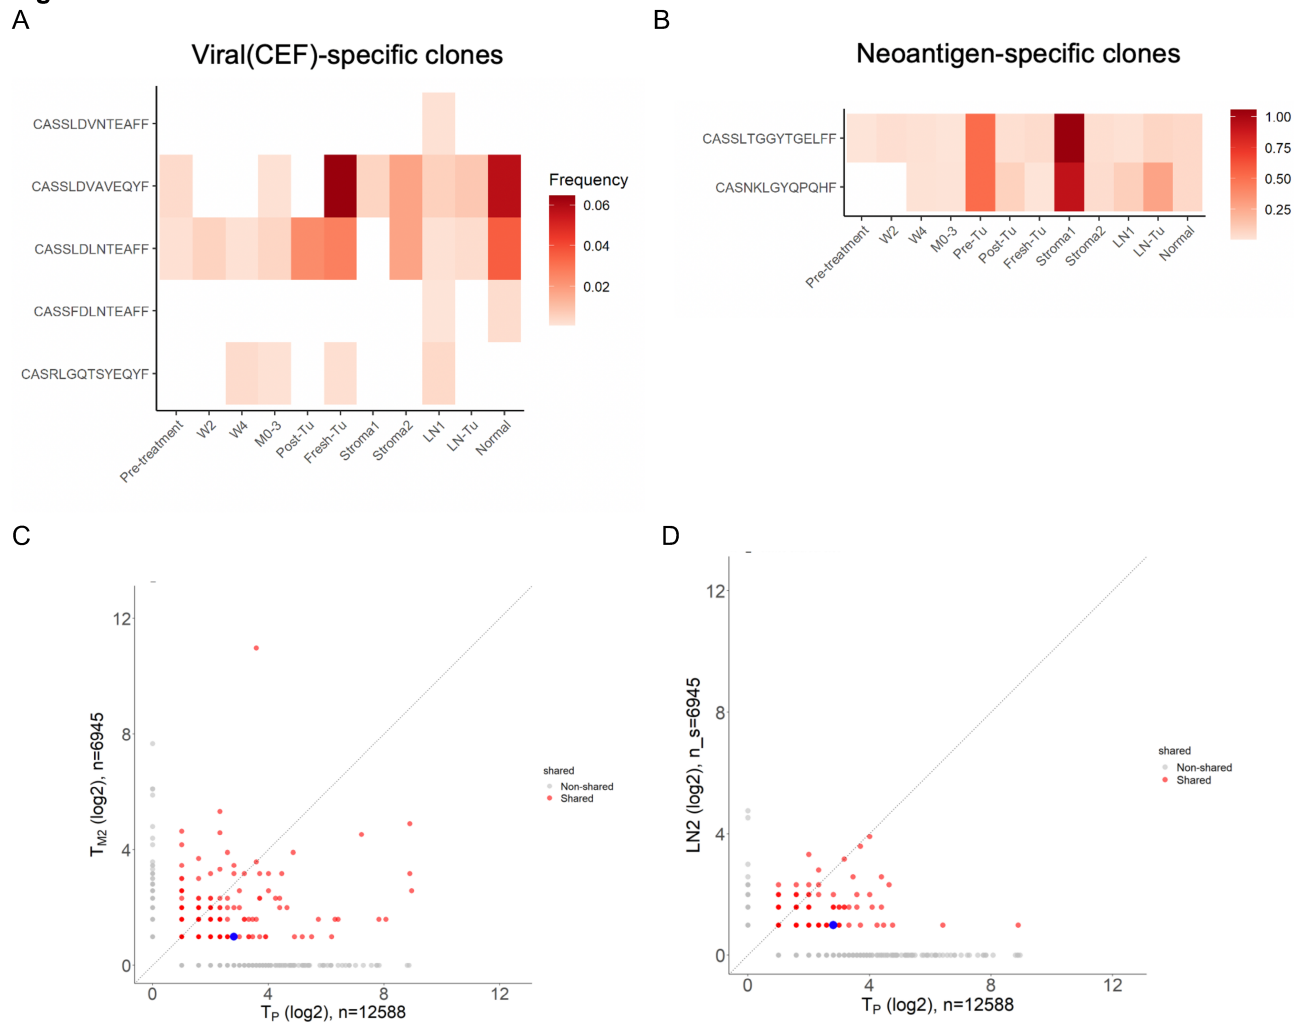 A
B
Viral(CEF)-specific clones
Neoantigen-specific clones
CASSLDVNTEAFF
CASSLDVAVEQYF
CASSLDLNTEAFF
CASSFDLNTEAFF
CASRLGQTSYEQYF
Frequency
0.06
0.04
0.02
Pre-treatment
W2
W4
M0-3
Post-Tu
Fresh-Tu
Stroma1
Stroma2
LN1
LN-Tu
Normal
CASSLTGGYTGELFF
CASNKLGYQPQHF
1.00
0.75
0.50
0.25
Pre-treatment
W2
W4
M0-3
Pre-Tu
Post-Tu
Fresh-Tu
Stroma1
Stroma2
LN1
LN-Tu
Normal
C
D
TM2 (log2), n=6945
12
8
4
0
0
4
8
12
TP (log2), n=12588
shared
Non-shared
Shared
LN2 (log2), n_s=6945
12
8
4
0
0
4
8
12
TP (log2), n=12588
shared
Non-shared
Shared